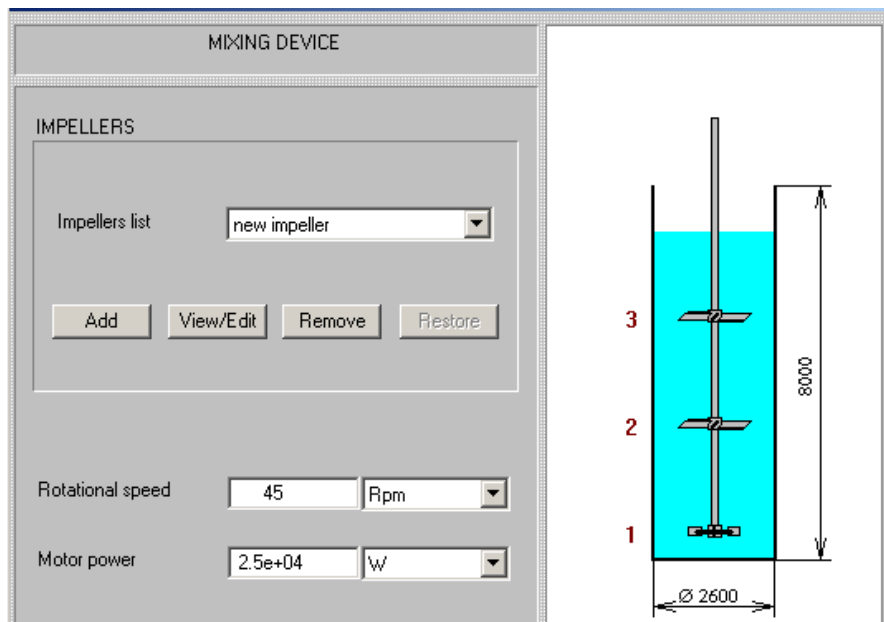 MIXING DEVICE
IMPELLERS
Impellers list new impeller
Add View/Edit Remove Restore
Rotational speed 45 Rpm
Motor power 2.5e+04 W
3
2
1
8000
Ø 2600